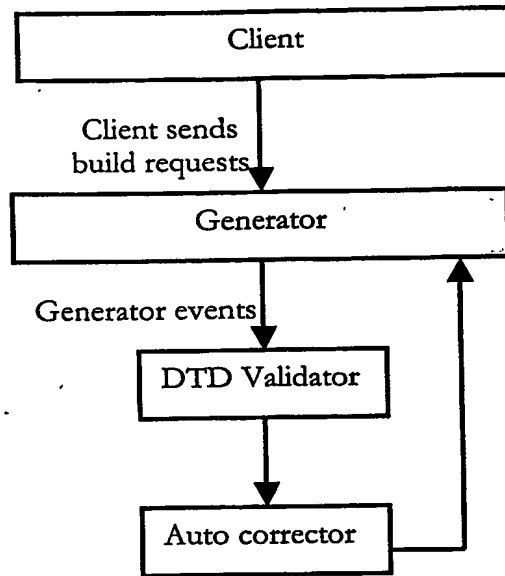 Client
Client sends
build requests
Generator
Generator events
DTD Validator
Auto corrector